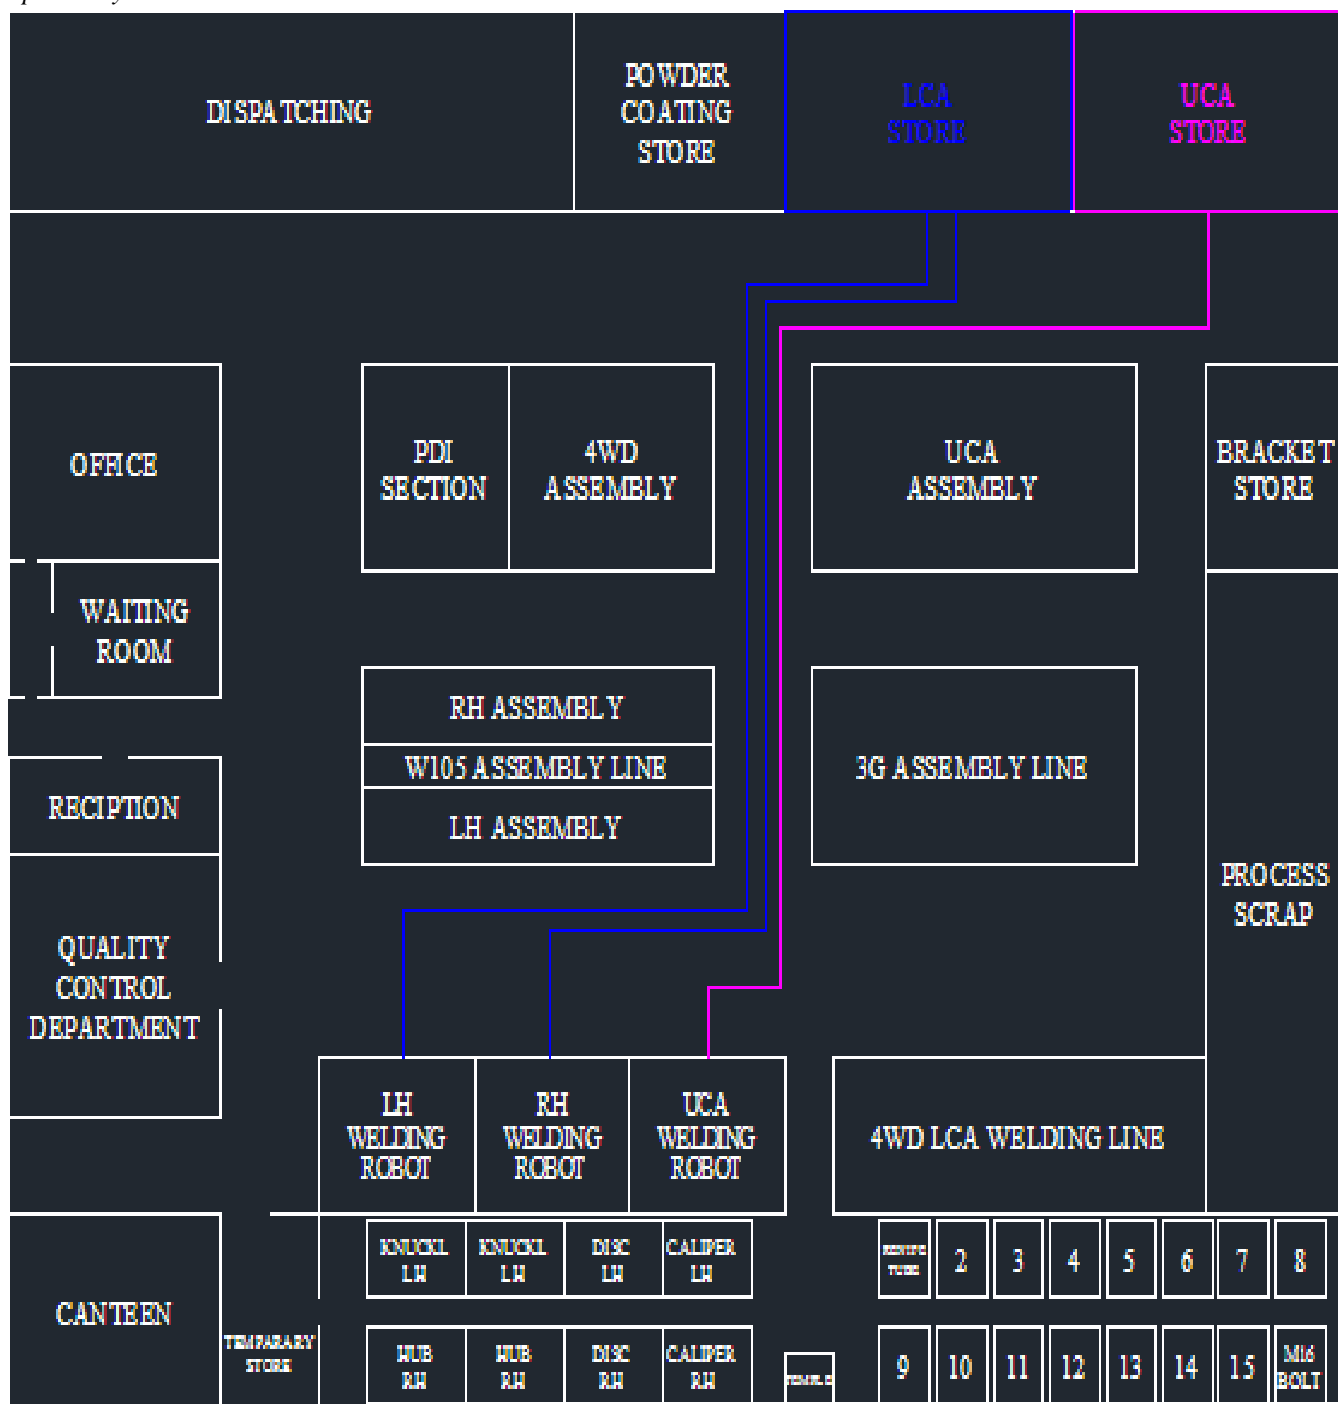 DISPATCHING
POWDER
COATING
STORE
LCA
STORE
UCA
STORE
OFFICE
PDI
SECTION
4WD
ASSEMBLY
UCA
ASSEMBLY
BRACKET
STORE
WAITING
ROOM
RH ASSEMBLY
W105 ASSEMBLY LINE
LH ASSEMBLY
3G ASSEMBLY LINE
RECIPTION
PROCESS
SCRAP
QUALITY
CONTROL
DEPARTMENT
LH
WELDING
ROBOT
RH
WELDING
ROBOT
UCA
WELDING
ROBOT
4WD LCA WELDING LINE
KNUCKL
LH
KNUCKL
LH
DISC
LH
CALIPER
LH
TUBE
2
3
4
5
6
7
8
CANTEEN
TEMPARARY
STORE
HUB
RH
HUB
RH
DISC
RH
CALIPER
RH
TEMPLE
9
10
11
12
13
14
15
M16
BOLT